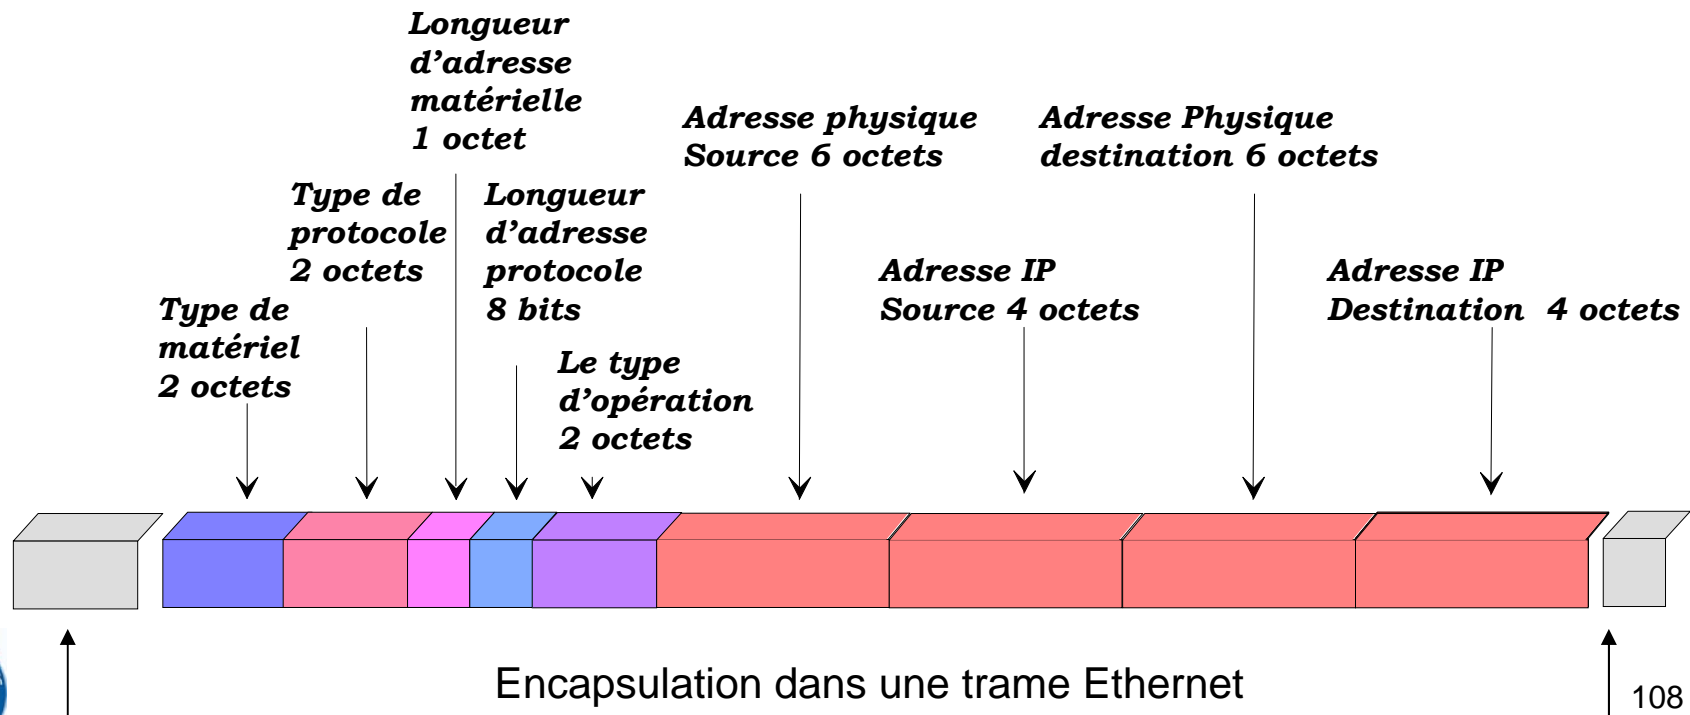 Longueur
d'adresse
matérielle
1 octet
Adresse physique
Source 6 octets
Adresse Physique
destination 6 octets
Type de
protocole
2 octets
Longueur
d'adresse
protocole
8 bits
Adresse IP
Source 4 octets
Adresse IP
Destination  4 octets
Type de
matériel
2 octets
Le type
d'opération
2 octets
Encapsulation dans une trame Ethernet
108